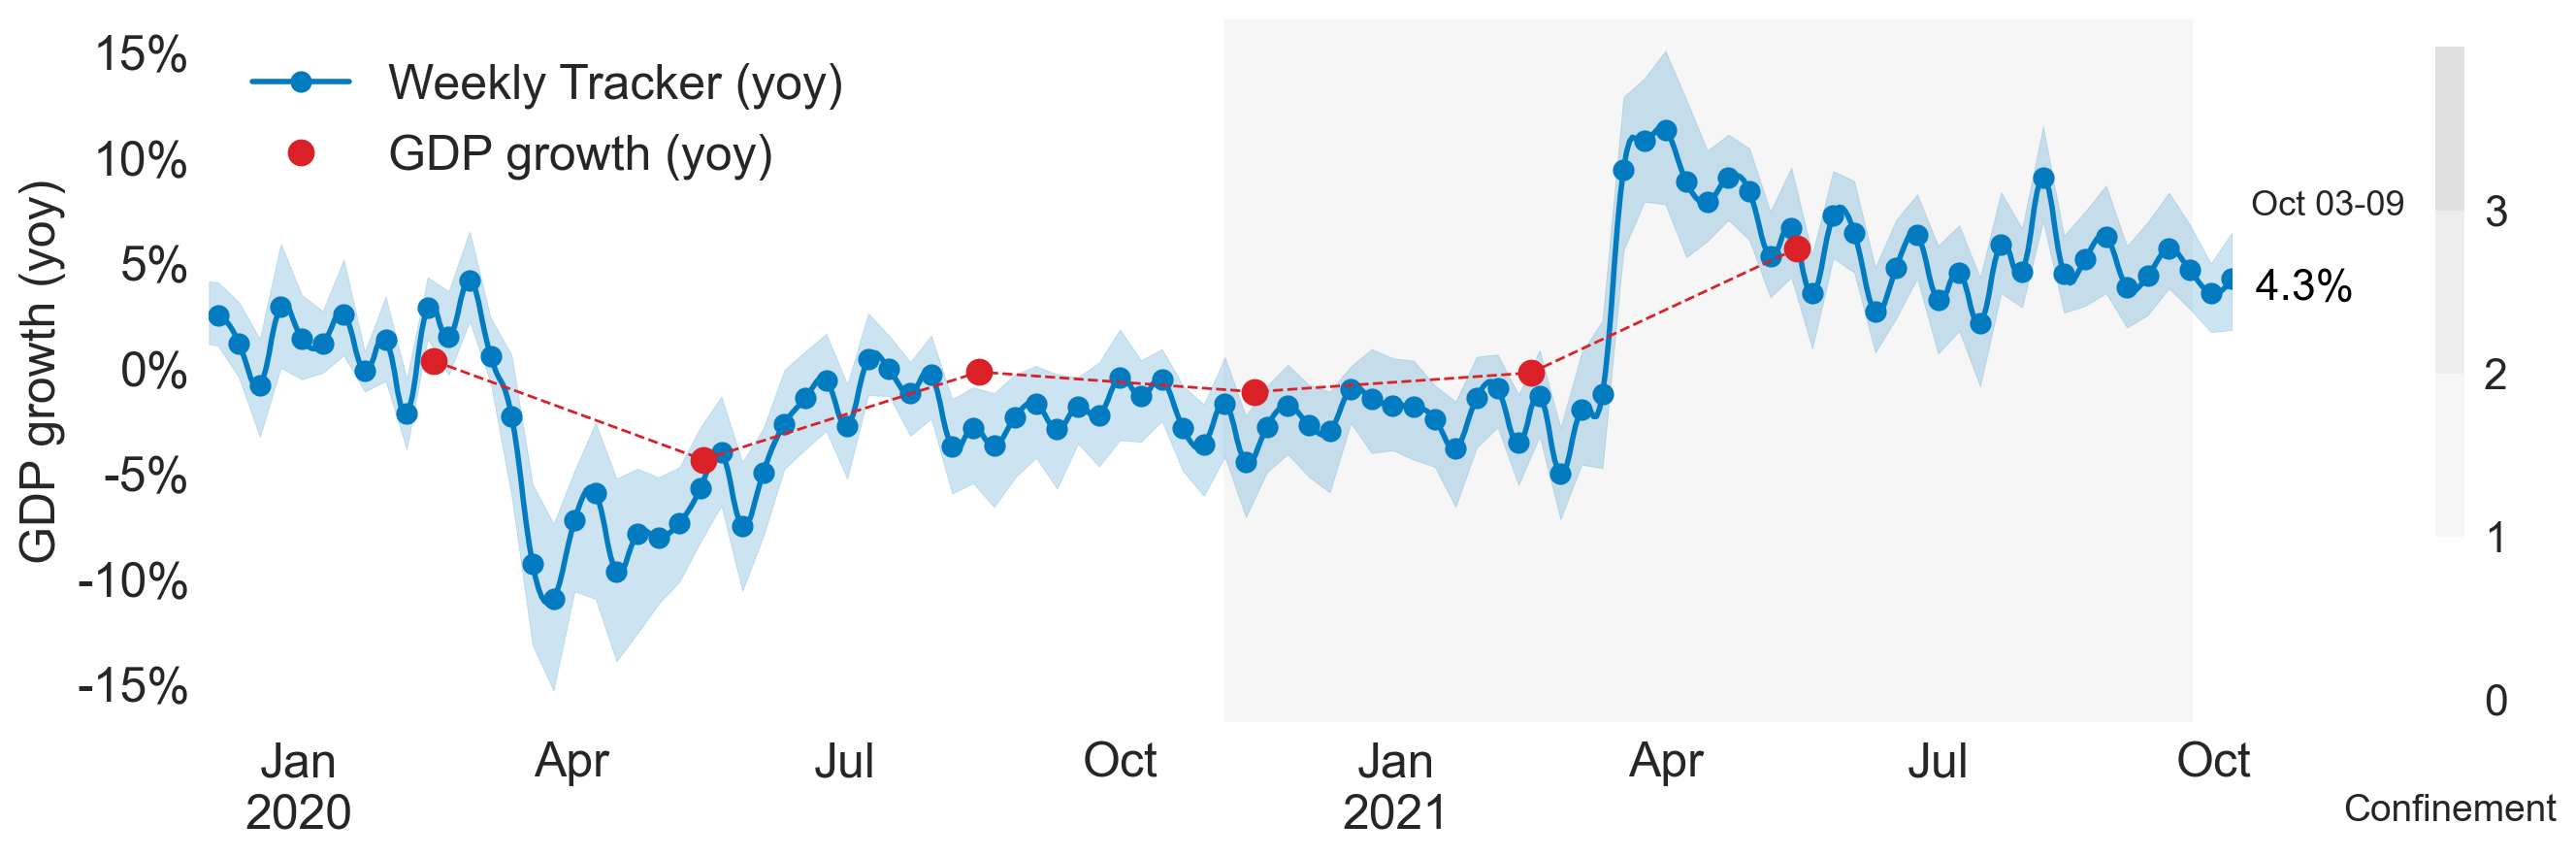 15%
10%
5%
0%
-5%
-10%
-15%
GDP growth (yoy)
Weekly Tracker (yoy)
GDP growth (yoy)
Oct 03-09
4.3%
3
2
1
0
Jan
2020
Apr
Jul
Oct
Jan
2021
Apr
Jul
Oct
Confinement